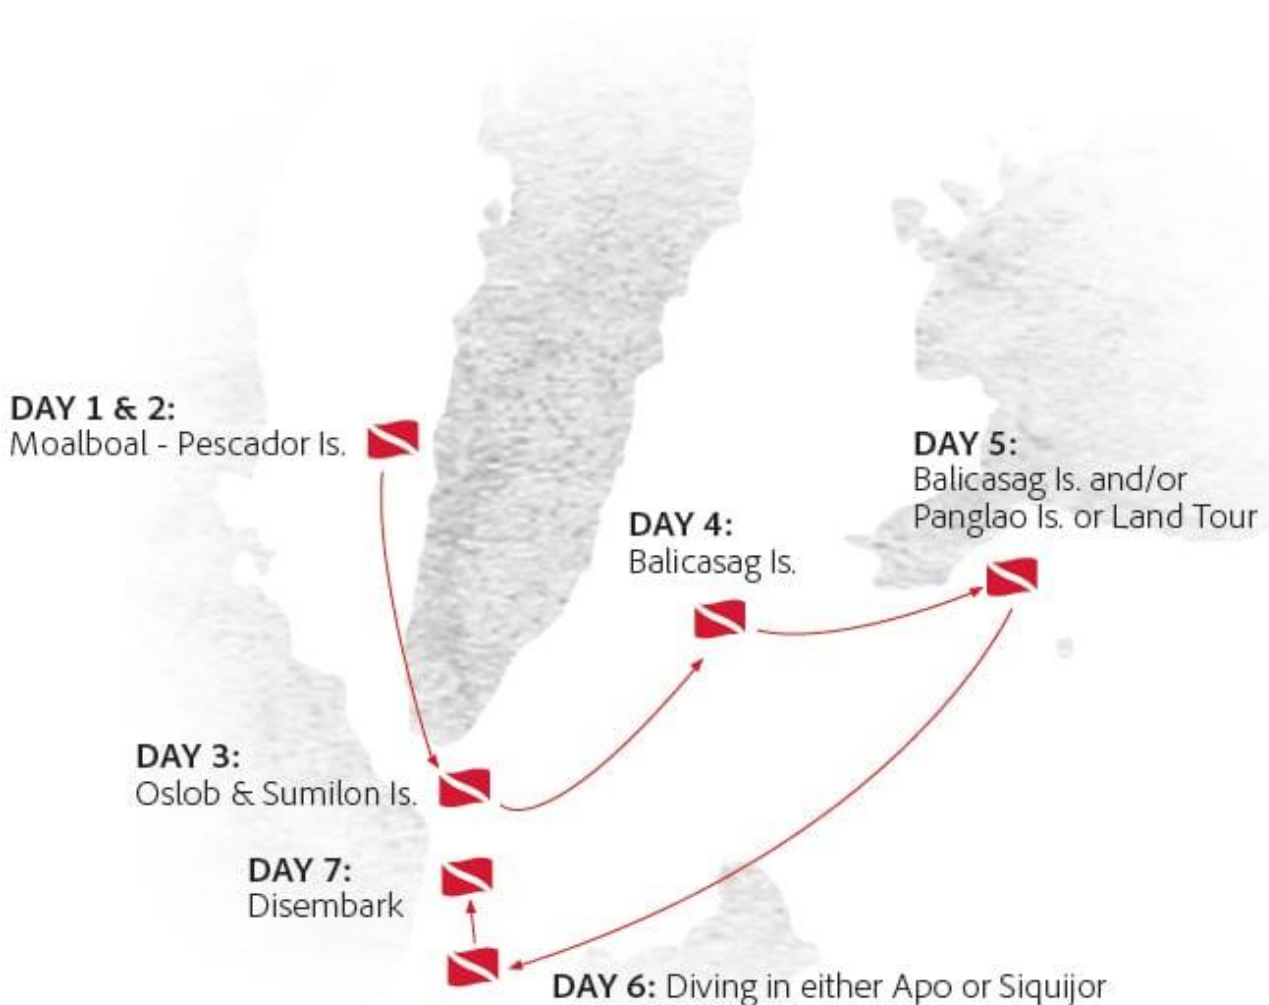 DAY 1 & 2:
Moalboal - Pescador Is.
DAY 3:
Oslob & Sumilon Is.
DAY 4:
Balicasag Is.
DAY 5:
Balicasag Is. and/or
Panglao Is. or Land Tour
DAY 6: Diving in either Apo or Siquijor
DAY 7:
Disembark